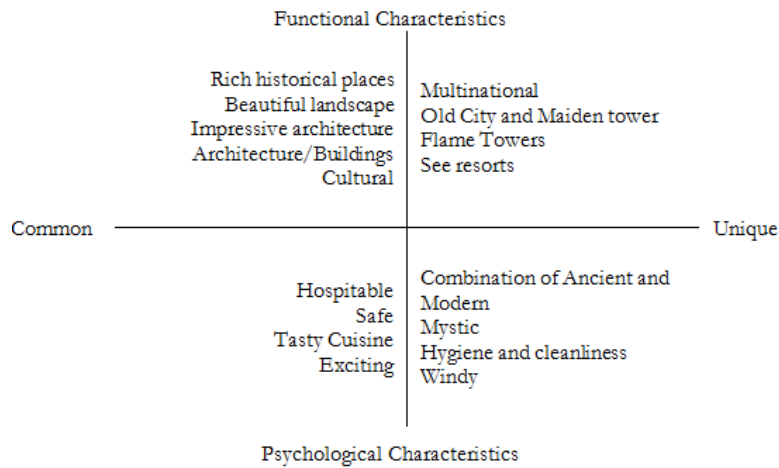 Functional Characteristics
Rich historical places
Beautiful landscape
Impressive architecture
Architecture/Buildings
Cultural
Multinational
Old City and Maiden tower
Flame Towers
See resorts
Common
Unique
Hospitable
Safe
Tasty Cuisine
Exciting
Combination of Ancient and
Modern
Mystic
Hygiene and cleanliness
Windy
Psychological Characteristics